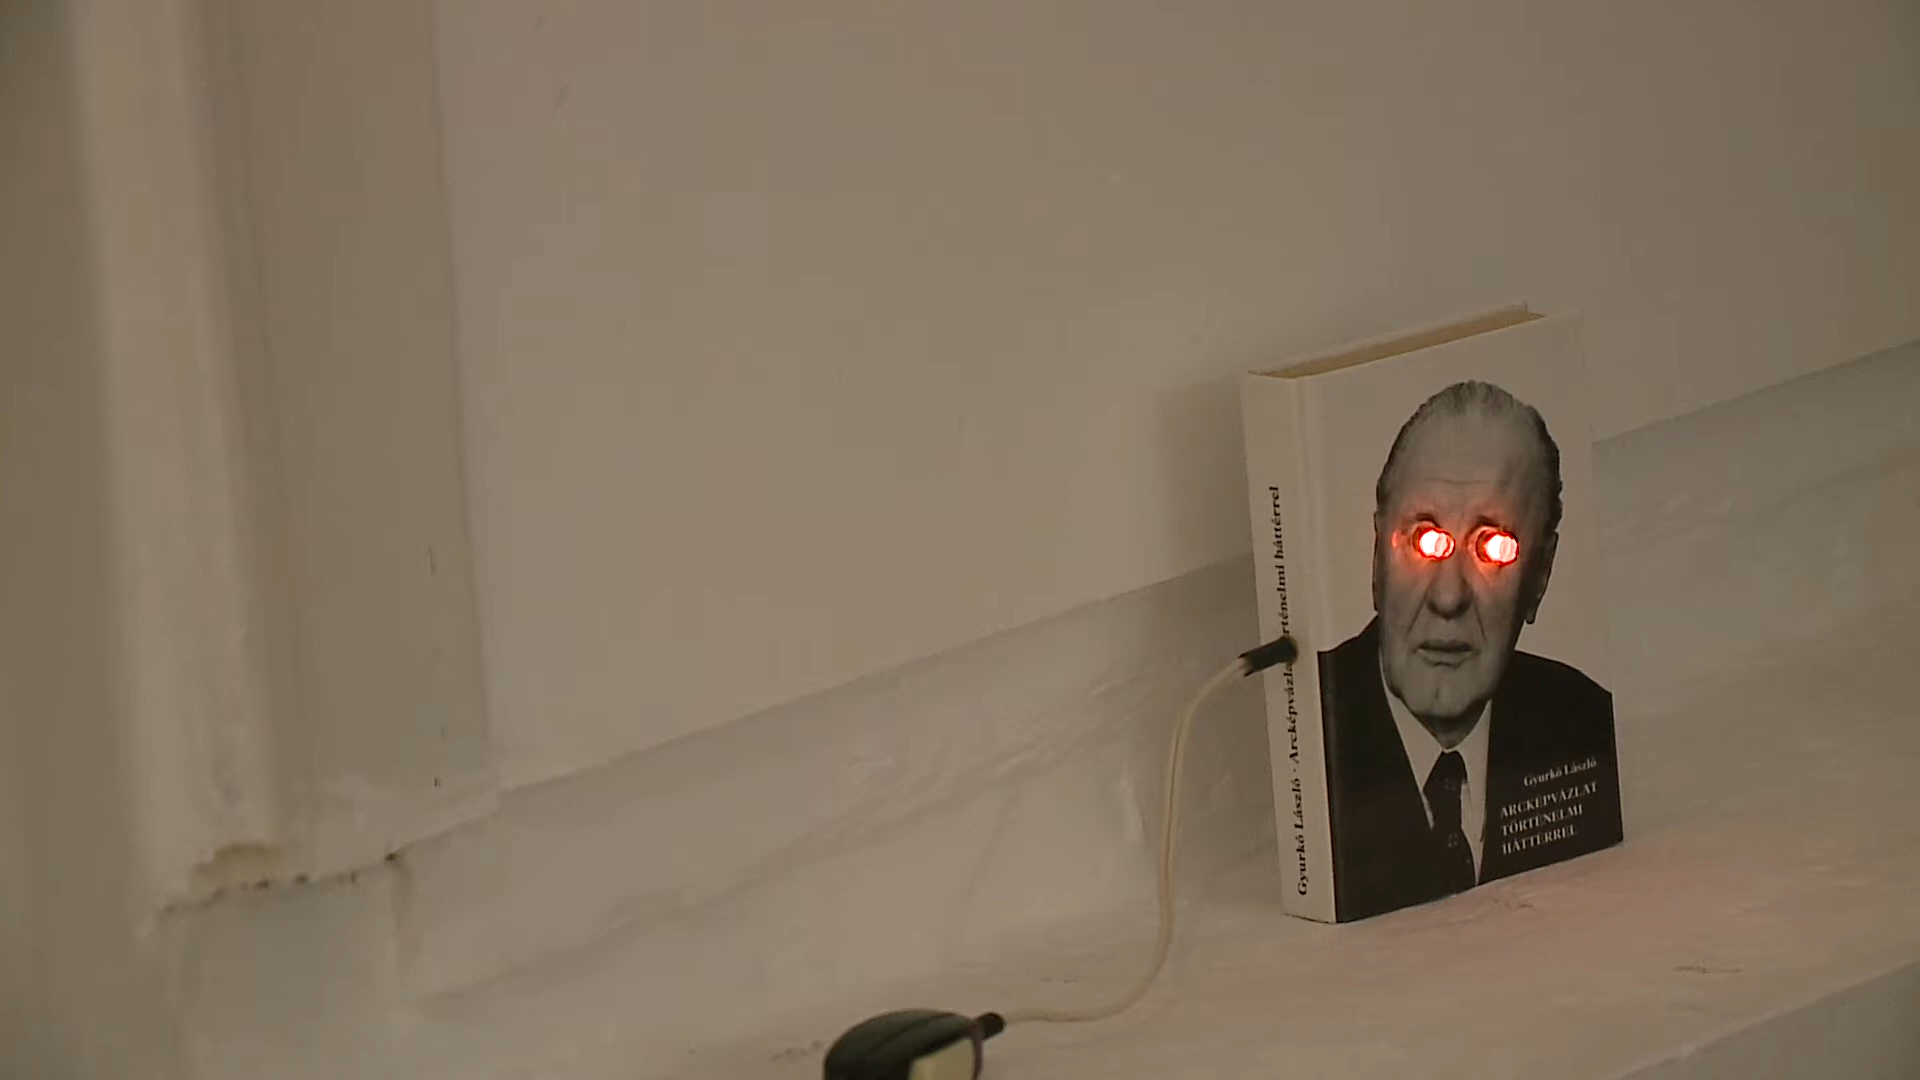 Gyurkó László · Arcképvázla rténelmi háttérrel
Gyurkó László
ARCKÉPVÁZLAT
TÖRTÉNELMI
HÁTTÉRREL